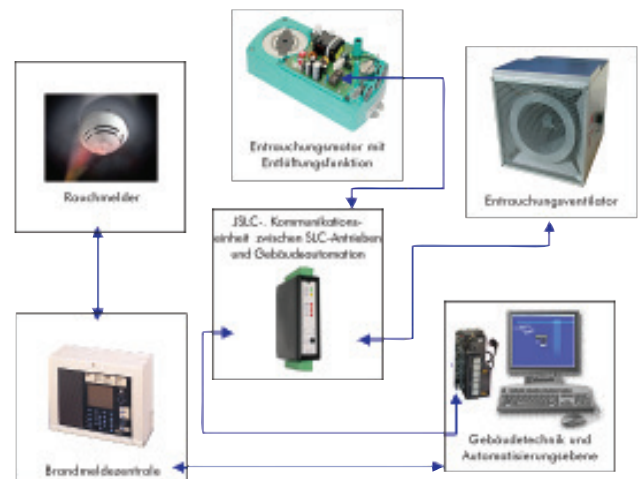 Entrauchungsmotor mit
Entlüftungsfunktion
Rauchmelder
Entrauchungsventilator
„JSLC-. Kommunikations-
einheit zwischen SLC-Antrieben
und Gebäudeautomation
Gebäudetechnik und
Automatisierungsebene
Brandmeldezentrale